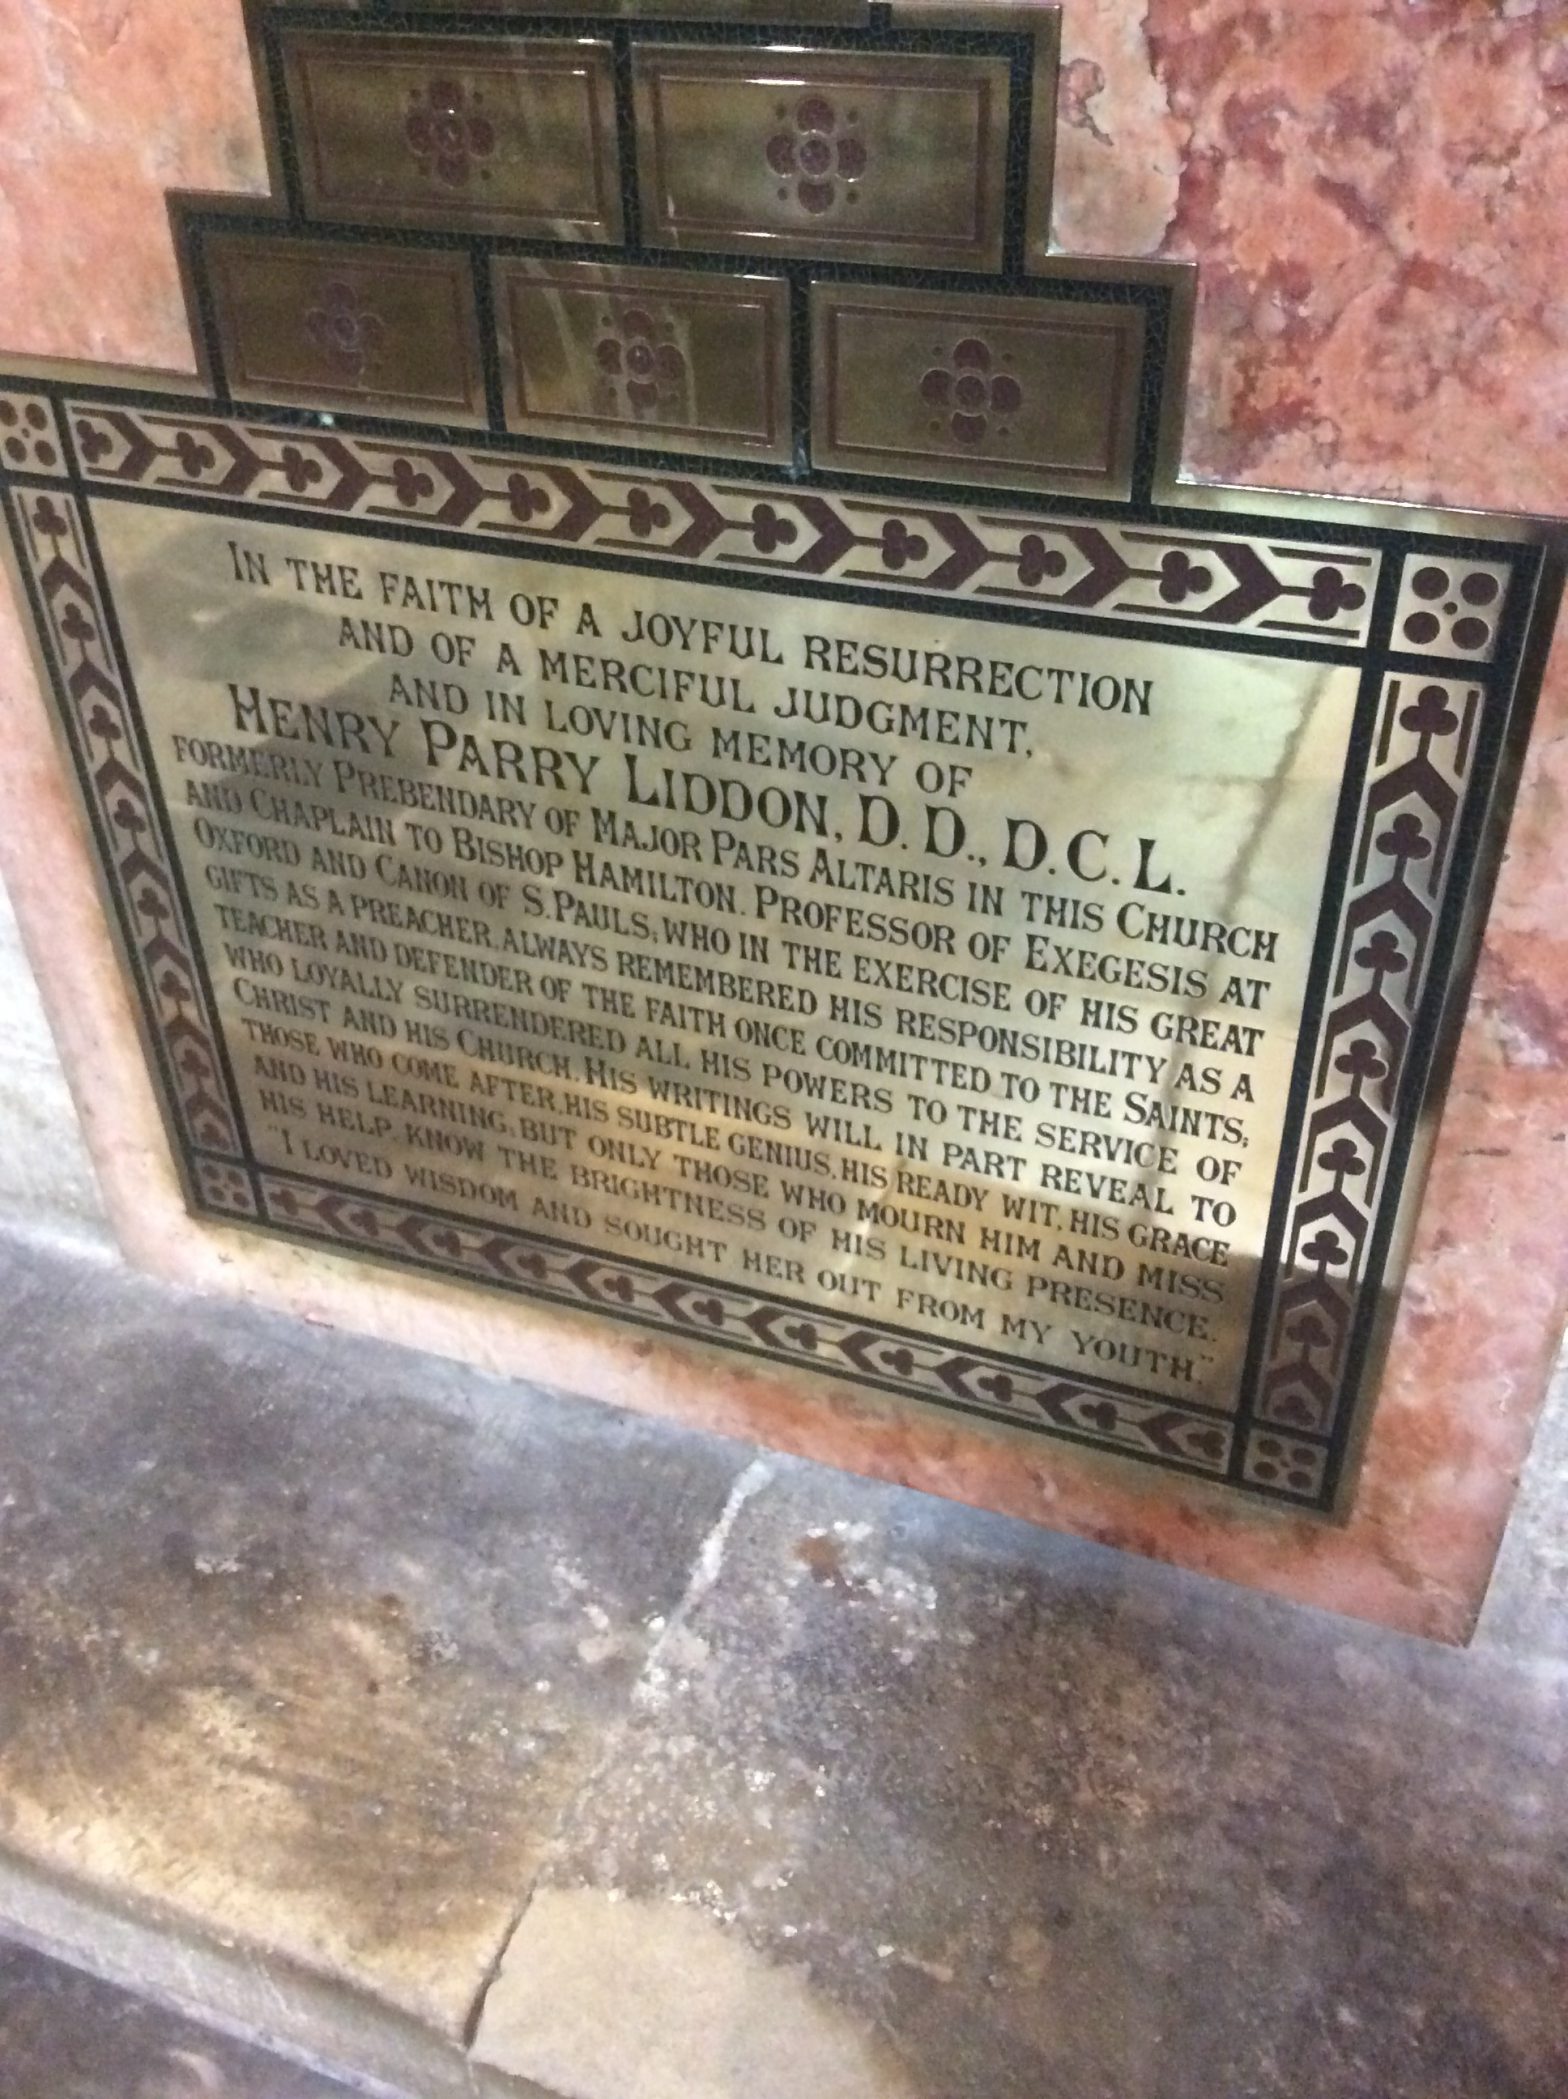 IN THE FAITH OF A JOYFUL RESURRECTION
AND OF A MERCIFUL JUDGMENT,
AND IN LOVING MEMORY OF
HENRY PARRY LIDDON, D. D., D. C. L.
FORMERLY PREBENDARY OF MAJOR PARS ALTARIS IN THIS CHURCH
AND CHAPLAIN TO BISHOP HAMILTON. PROFESSOR OF EXEGESIS AT
OXFORD AND CANON OF S. PAULS; WHO IN THE EXERCISE OF HIS GREAT
GIFTS AS A PREACHER, ALWAYS REMEMBERED HIS RESPONSIBILITY AS A
TEACHER AND DEFENDER OF THE FAITH ONCE COMMITTED TO THE SAINTS;
WHO LOYALLY SURRENDERED ALL HIS POWERS TO THE SERVICE OF
CHRIST AND HIS CHURCH. HIS WRITINGS WILL IN PART REVEAL TO
THOSE WHO COME AFTER, HIS SUBTLE GENIUS, HIS READY WIT, HIS GRACE
AND HIS LEARNING; BUT ONLY THOSE WHO MOURN HIM AND MISS
HIS HELP, KNOW THE BRIGHTNESS OF HIS LIVING PRESENCE.
"I LOVED WISDOM AND SOUGHT HER OUT FROM MY YOUTH."